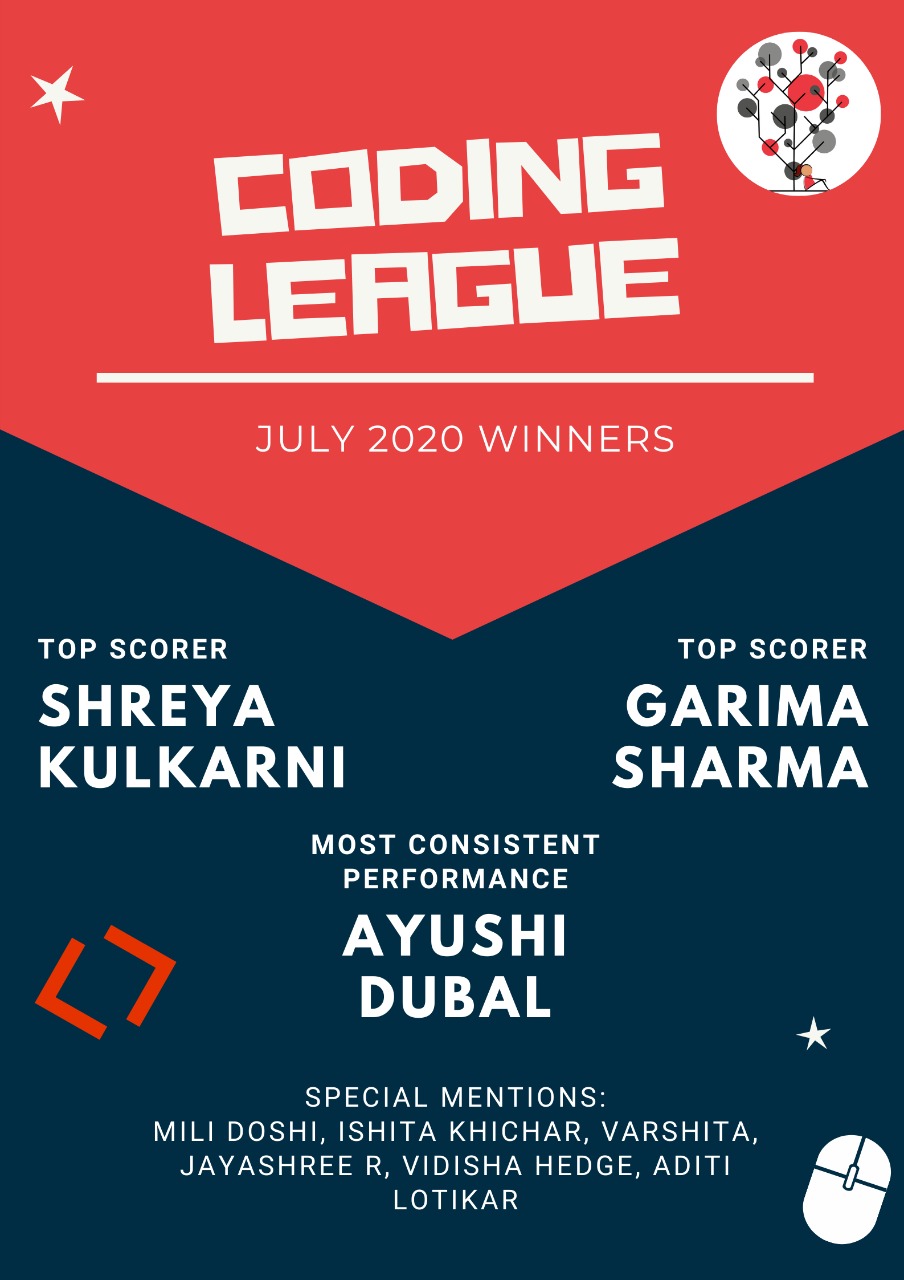 CODING
LEAGUE
JULY 2020 WINNERS
TOP SCORER
SHREYA
KULKARNI
TOP SCORER
GARIMA
SHARMA
MOST CONSISTENT
PERFORMANCE
AYUSHI
DUBAL
SPECIAL MENTIONS:
MILI DOSHI, ISHITA KHICHAR, VARSHITA,
JAYASHREE R, VIDISHA HEDGE, ADITI
LOTIKAR